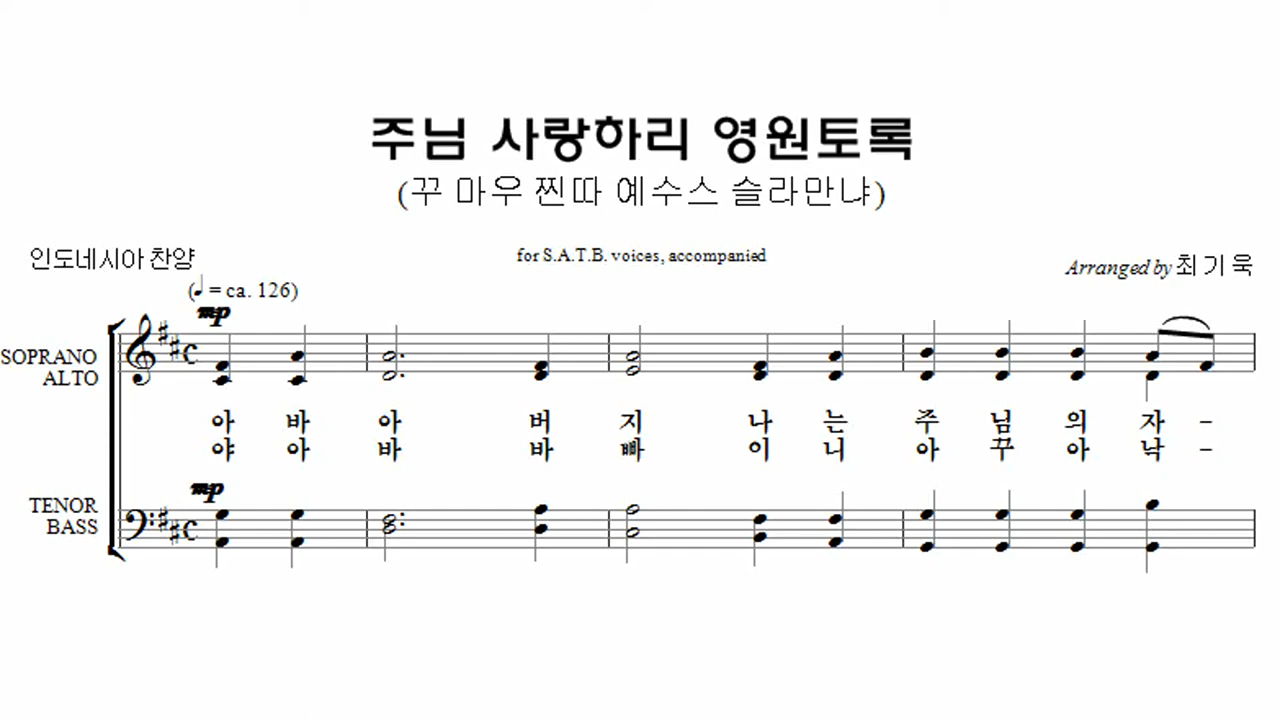 주님 사랑하리 영원토록
(꾸 마우 찐따 예수스 슬라만냐)
인도네시아 찬양
for S.A.T.B. voices, accompanied
Arranged by 최 기 욱
(♩ = ca. 126)
mp
SOPRANO
ALTO
아 바 아 버 지 나 는 주 님 의 자 -
야 아 바 바 빠 이 니 아 꾸 아 낙 -
mp
TENOR
BASS